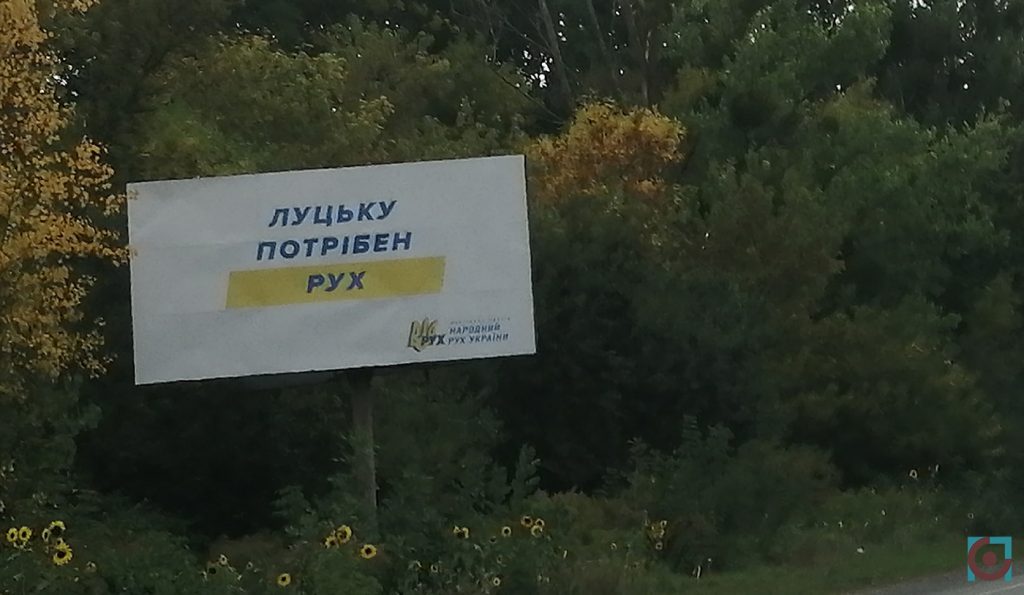 ЛУЦЬКУ
ПОТРІБЕН
РУХ
РУХ
НАРОДНИЙ
РУХ УКРАЇНИ